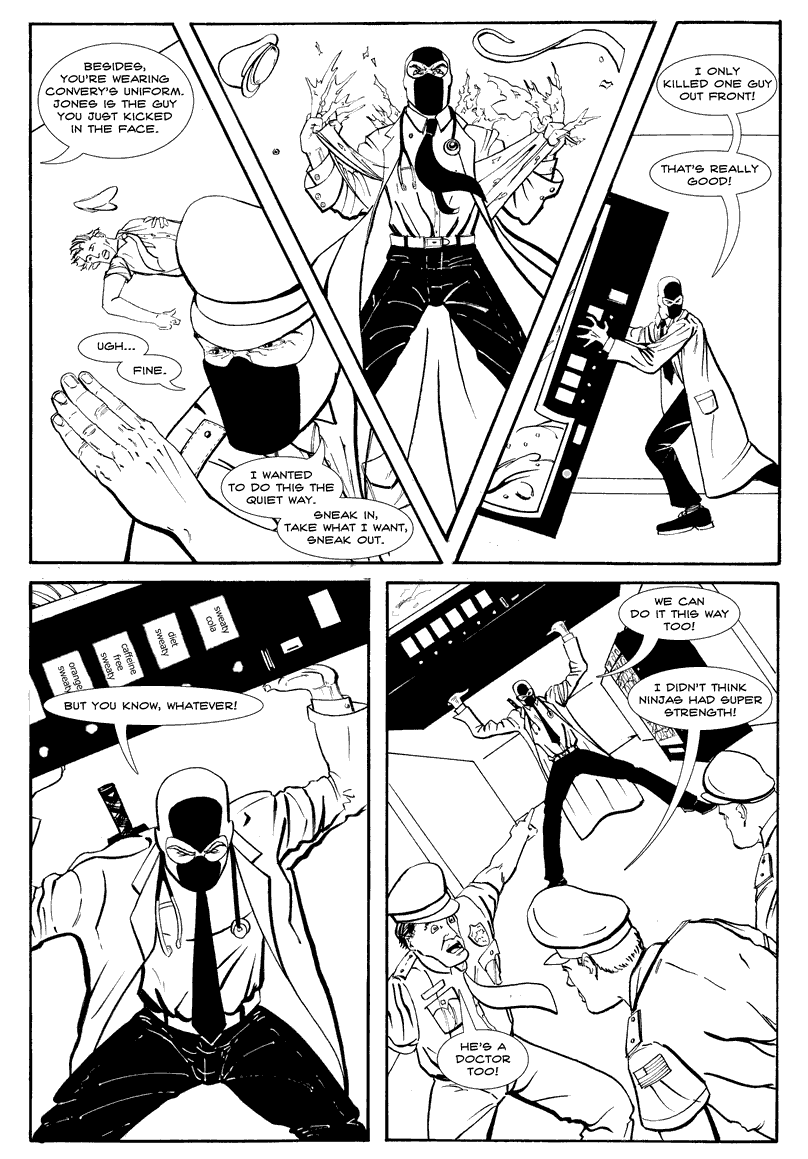 BESIDES,
YOU'RE WEARING
CONVERY'S UNIFORM.
JONES IS THE GUY
YOU JUST KICKED
IN THE FACE.
UGH...
FINE.
I WANTED
TO DO THIS THE
QUIET WAY.
SNEAK IN,
TAKE WHAT I WANT,
SNEAK OUT.
I ONLY
KILLED ONE GUY
OUT FRONT!
THAT'S REALLY
GOOD!
orange
sweaty
caffeine
free
sweaty
diet
sweaty
sweaty
cola
BUT YOU KNOW, WHATEVER!
WE CAN
DO IT THIS WAY
TOO!
I DIDN'T THINK
NINJAS HAD SUPER
STRENGTH!
HE'S A
DOCTOR
TOO!